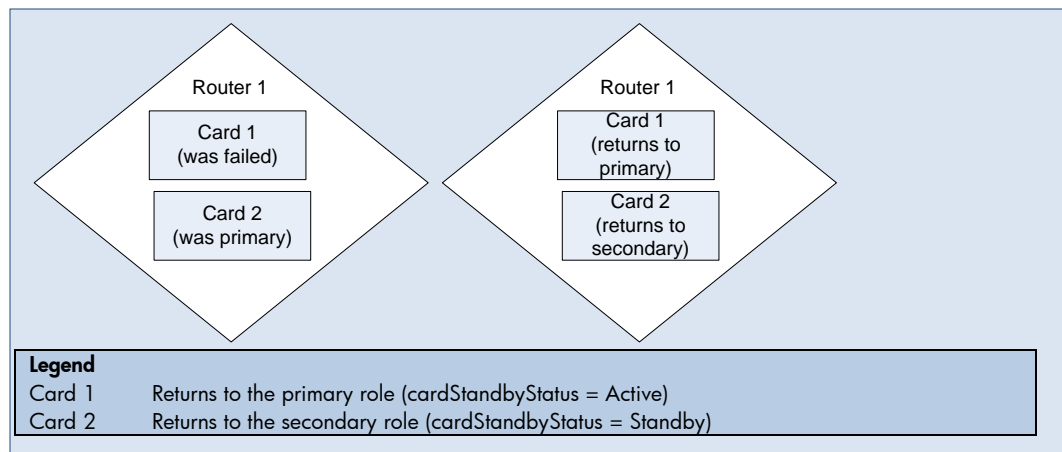 Router 1
Card 1
(was failed)
Card 2
(was primary)
Router 1
Card 1
(returns to
primary)
Card 2
(returns to
secondary)
Legend
Card 1 Returns to the primary role (cardStandbyStatus = Active)
Card 2 Returns to the secondary role (cardStandbyStatus = Standby)